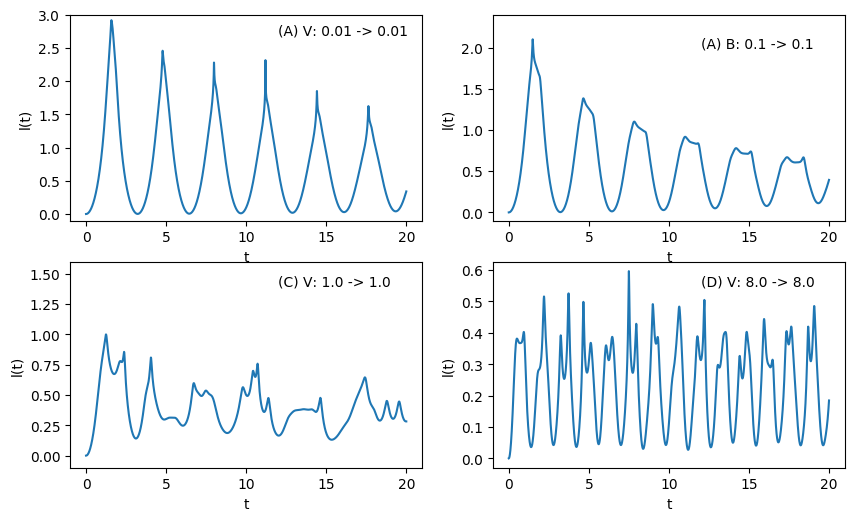 (A) V: 0.01 -> 0.01
3.0
2.5
2.0
1.5
1.0
0.5
0.0
l(t)
0 5 10 15 20
t
(A) B: 0.1 -> 0.1
2.0
1.5
1.0
0.5
0.0
l(t)
0 5 10 15 20
t
(C) V: 1.0 -> 1.0
1.50
1.25
1.00
0.75
0.50
0.25
0.00
l(t)
0 5 10 15 20
t
(D) V: 8.0 -> 8.0
0.6
0.5
0.4
0.3
0.2
0.1
0.0
l(t)
0 5 10 15 20
t